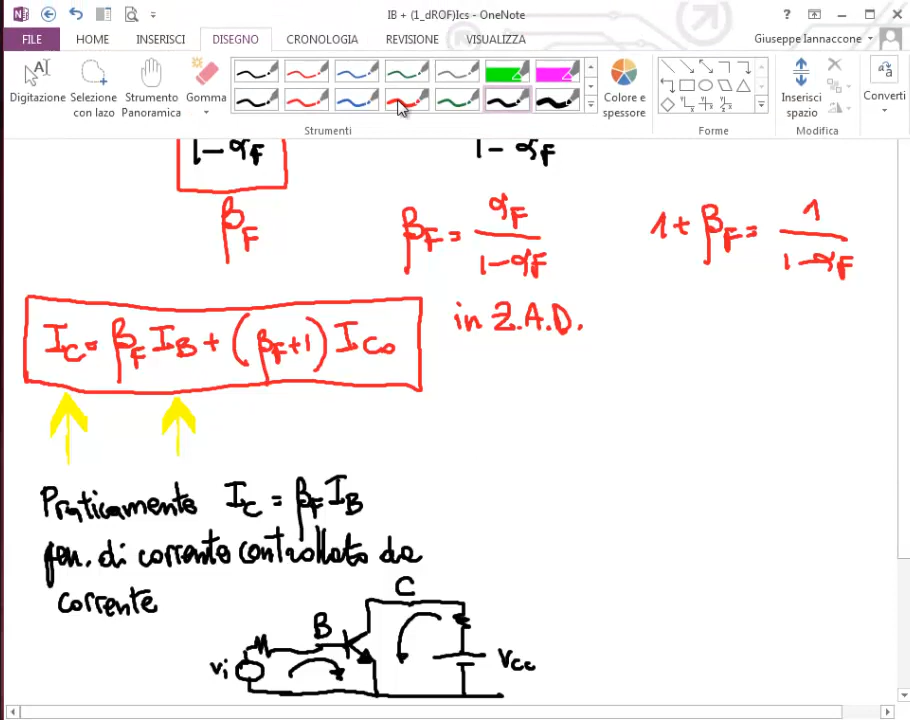 IB + (1_dROF)Ics - OneNote
?
Giuseppe Iannaccone
FILE HOME INSERISCI DISEGNO CRONOLOGIA REVISIONE VISUALIZZA
Digitazione Selezione con lazo Strumento Panoramica Gomma Colore e spessore Inserisci spazio Converti
Strumenti Forme Modifica
1-αF 1-αF
βF βF = αF/(1-αF) 1+βF = 1/(1-αF)
IC = βF IB + (βF+1) ICo in Z.A.D.
Praticamente IC = βF IB
gen. di corrente controllato da
corrente
C
B
vi VCC